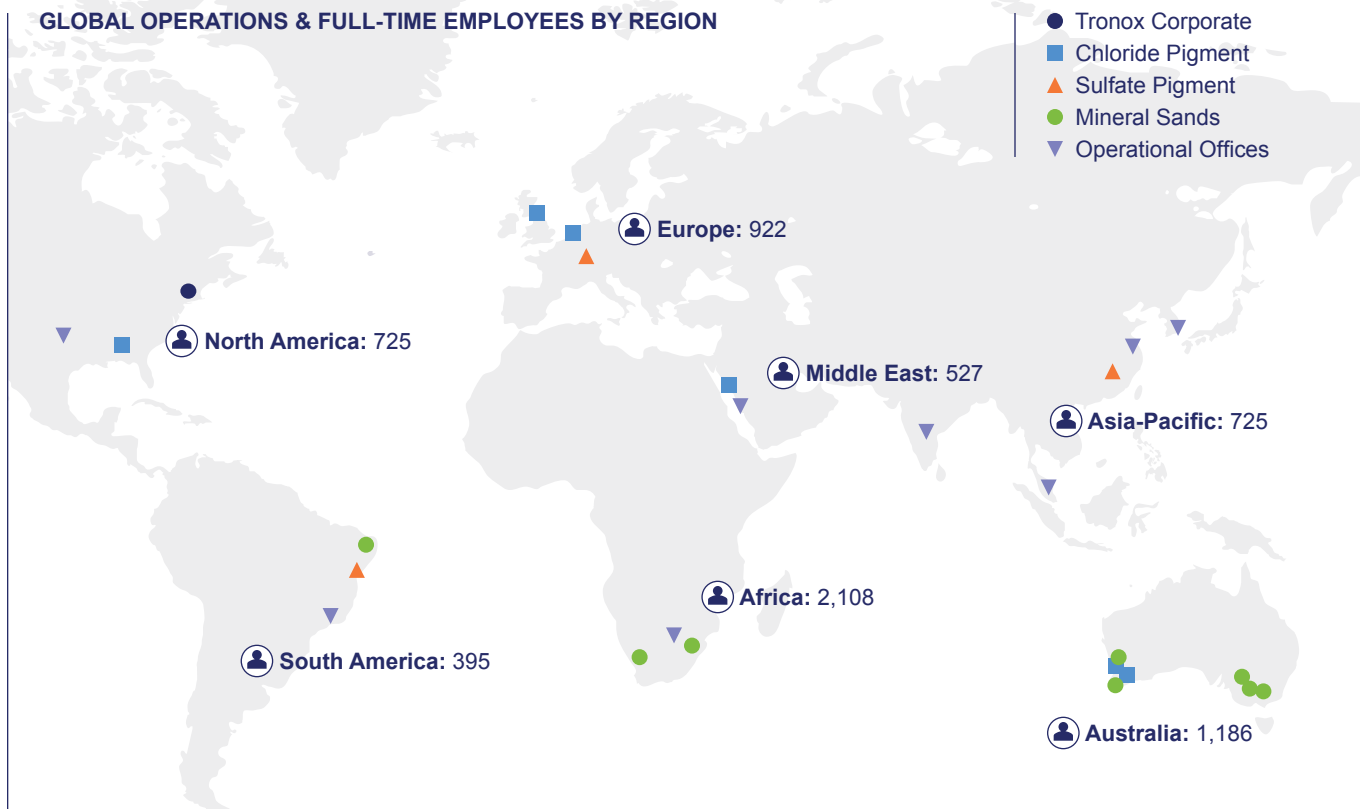 GLOBAL OPERATIONS & FULL-TIME EMPLOYEES BY REGION
Tronox Corporate
Chloride Pigment
Sulfate Pigment
Mineral Sands
Operational Offices
Europe: 922
North America: 725
Middle East: 527
Asia-Pacific: 725
Africa: 2,108
South America: 395
Australia: 1,186